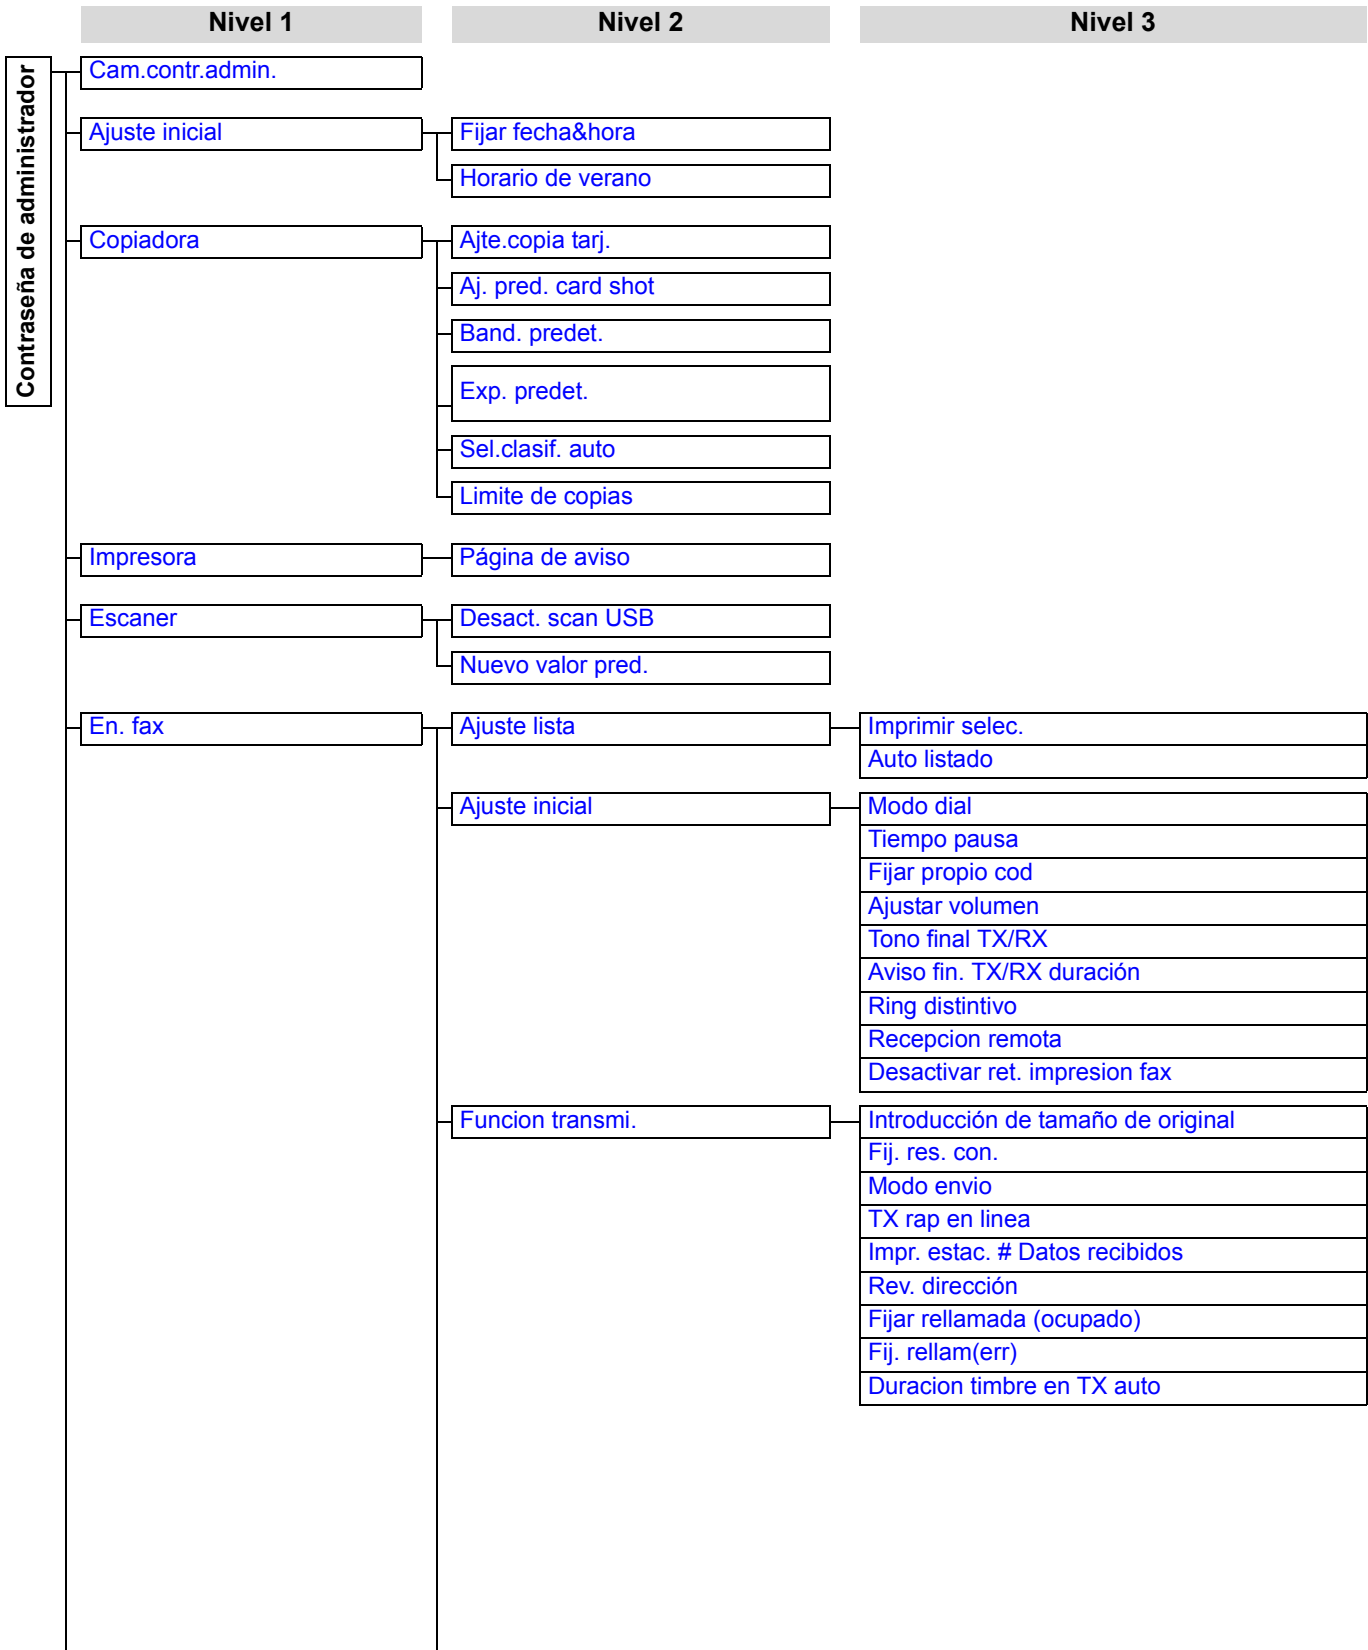 Nivel 1 Nivel 2 Nivel 3
Contraseña de administrador
Cam.contr.admin.
Ajuste inicial Fijar fecha&hora
Horario de verano
Copiadora Ajte.copia tarj.
Aj. pred. card shot
Band. predet.
Exp. predet.
Sel.clasif. auto
Limite de copias
Impresora Página de aviso
Escaner Desact. scan USB
Nuevo valor pred.
En. fax Ajuste lista Imprimir selec.
Auto listado
Ajuste inicial Modo dial
Tiempo pausa
Fijar propio cod
Ajustar volumen
Tono final TX/RX
Aviso fin. TX/RX duración
Ring distintivo
Recepcion remota
Desactivar ret. impresion fax
Funcion transmi. Introducción de tamaño de original
Fij. res. con.
Modo envio
TX rap en linea
Impr. estac. # Datos recibidos
Rev. dirección
Fijar rellamada (ocupado)
Fij. rellam(err)
Duracion timbre en TX auto